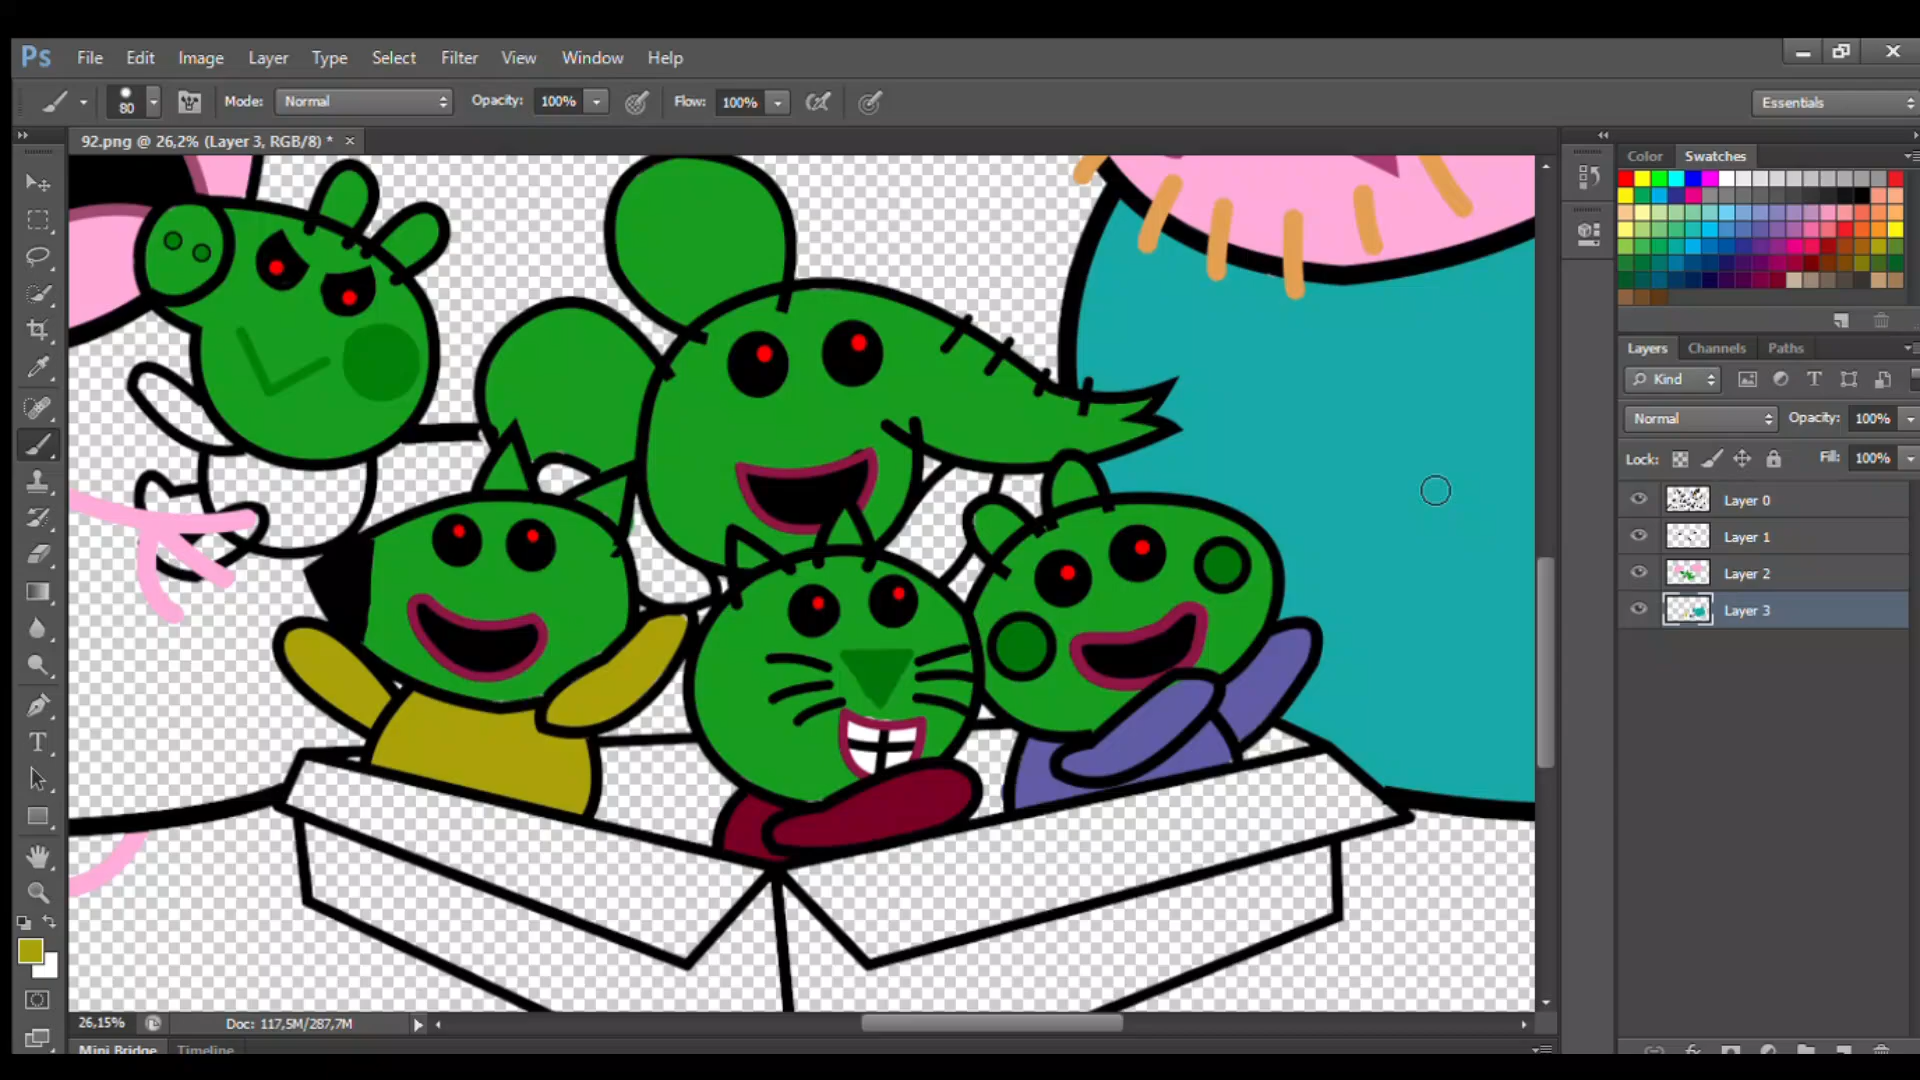 Ps File Edit Image Layer Type Select Filter View Window Help
80 Mode: Normal Opacity: 100% Flow: 100% Essentials
92.png @ 26,2% (Layer 3, RGB/8) * ×
Color Swatches
Layers Channels Paths
Kind
Normal Opacity: 100%
Lock: Fill: 100%
Layer 0
Layer 1
Layer 2
Layer 3
26,15% Doc: 117,5M/287,7M
Mini Bridge Timeline